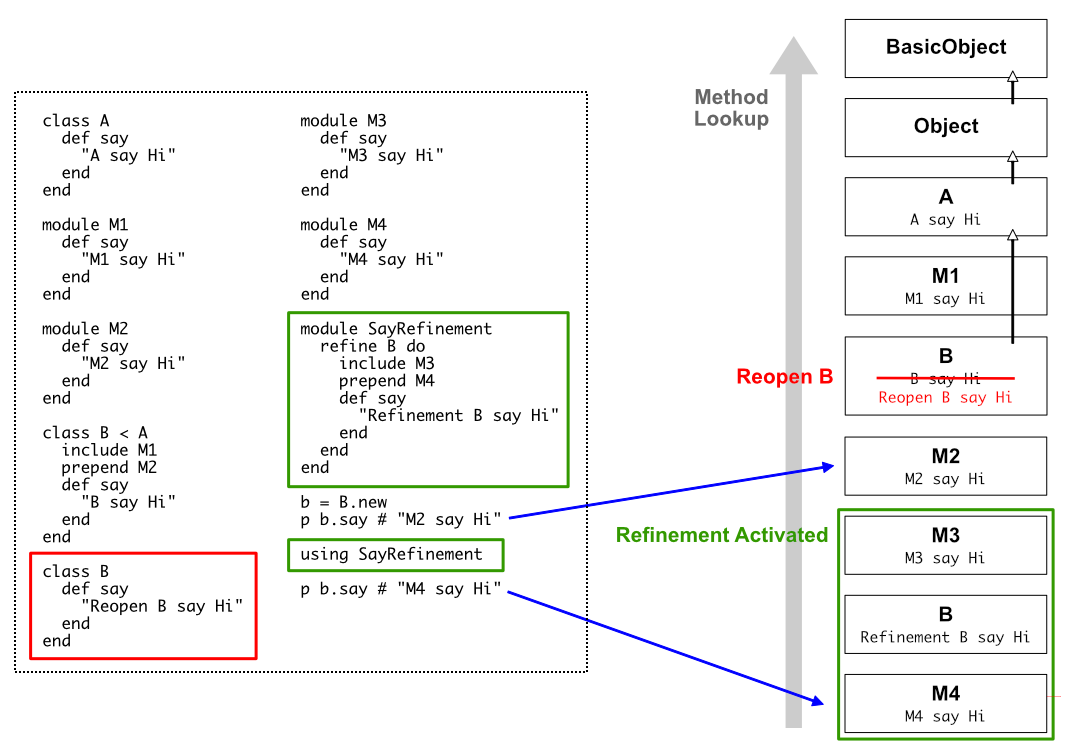 class A
  def say
    "A say Hi"
  end
end
module M1
  def say
    "M1 say Hi"
  end
end
module M2
  def say
    "M2 say Hi"
  end
end
class B < A
  include M1
  prepend M2
  def say
    "B say Hi"
  end
end
class B
  def say
    "Reopen B say Hi"
  end
end
module M3
  def say
    "M3 say Hi"
  end
end
module M4
  def say
    "M4 say Hi"
  end
end
module SayRefinement
  refine B do
    include M3
    prepend M4
    def say
      "Refinement B say Hi"
    end
  end
end
b = B.new
p b.say # "M2 say Hi"
using SayRefinement
p b.say # "M4 say Hi"
Method
Lookup
BasicObject
Object
A
A say Hi
M1
M1 say Hi
Reopen B
B
B say Hi
Reopen B say Hi
M2
M2 say Hi
Refinement Activated
M3
M3 say Hi
B
Refinement B say Hi
M4
M4 say Hi